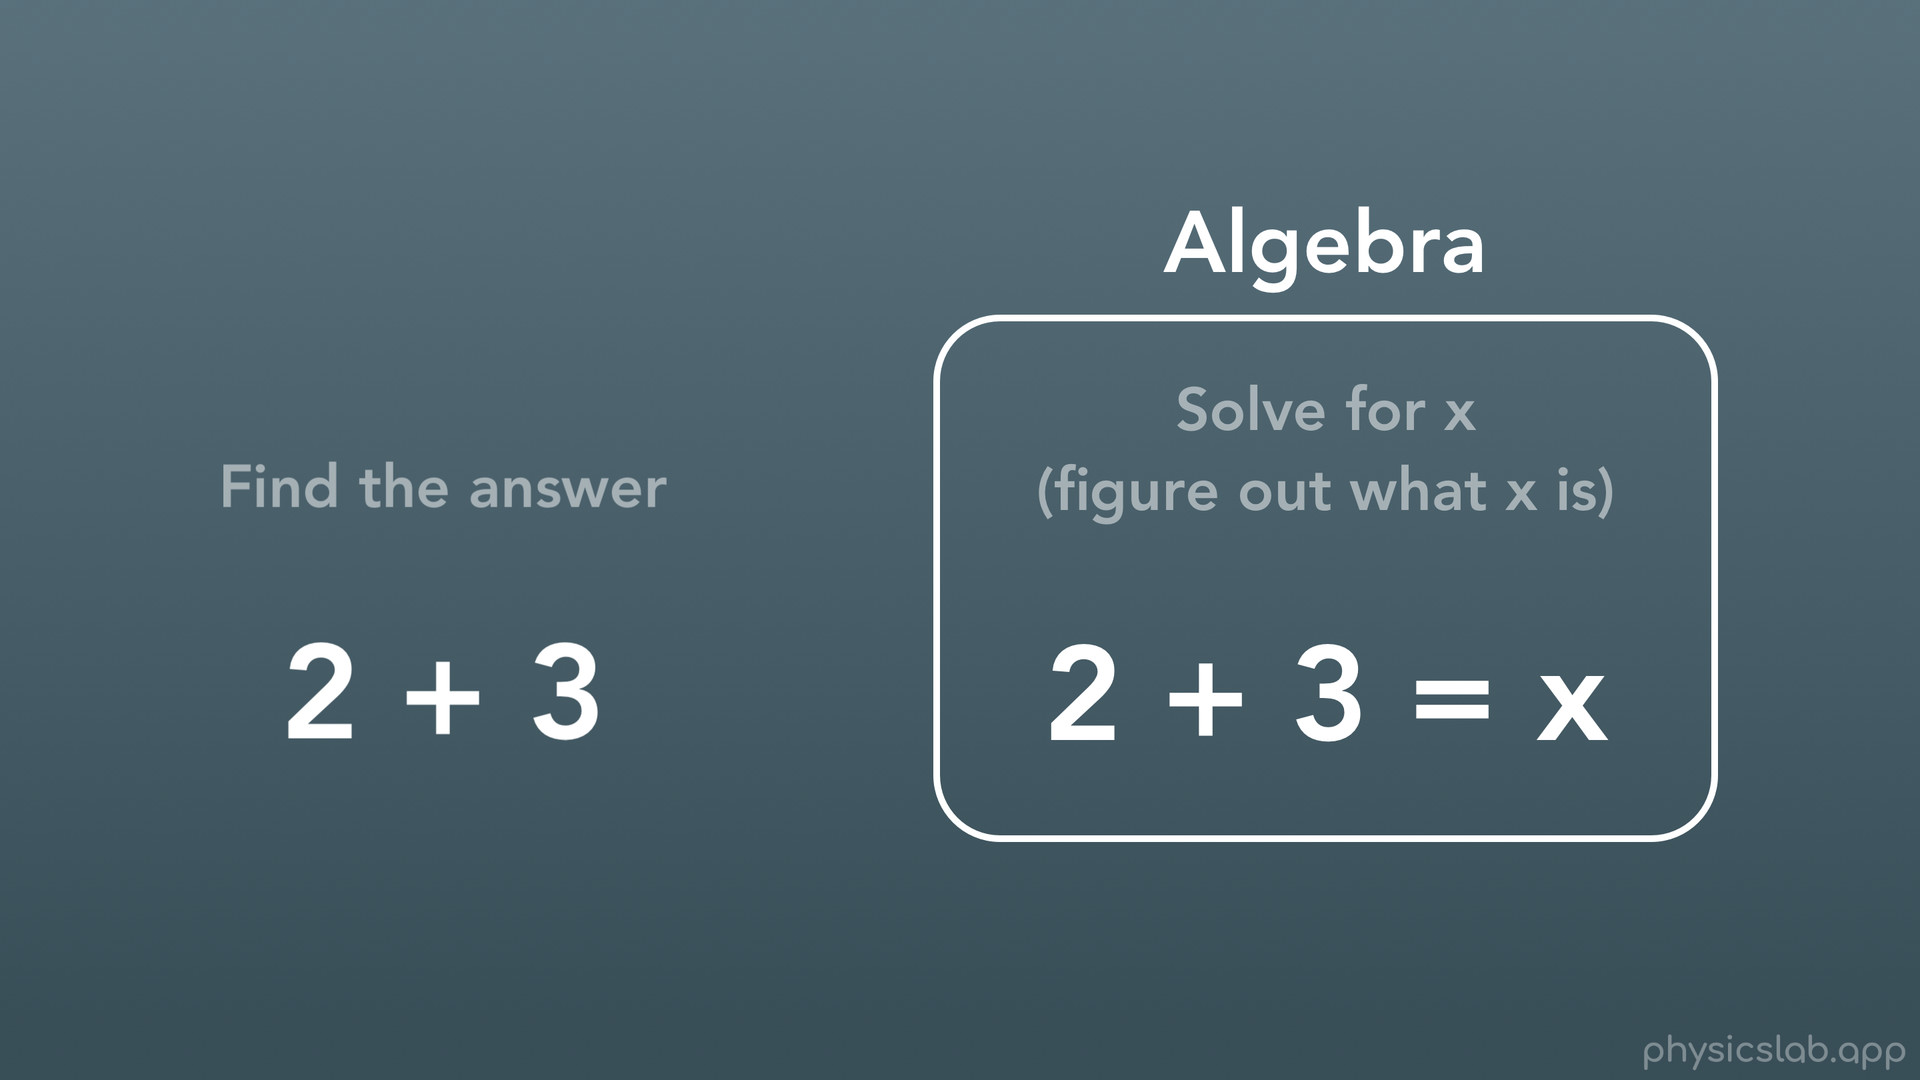 Find the answer
2 + 3
Algebra
Solve for x
(figure out what x is)
2 + 3 = x
physicslab.app